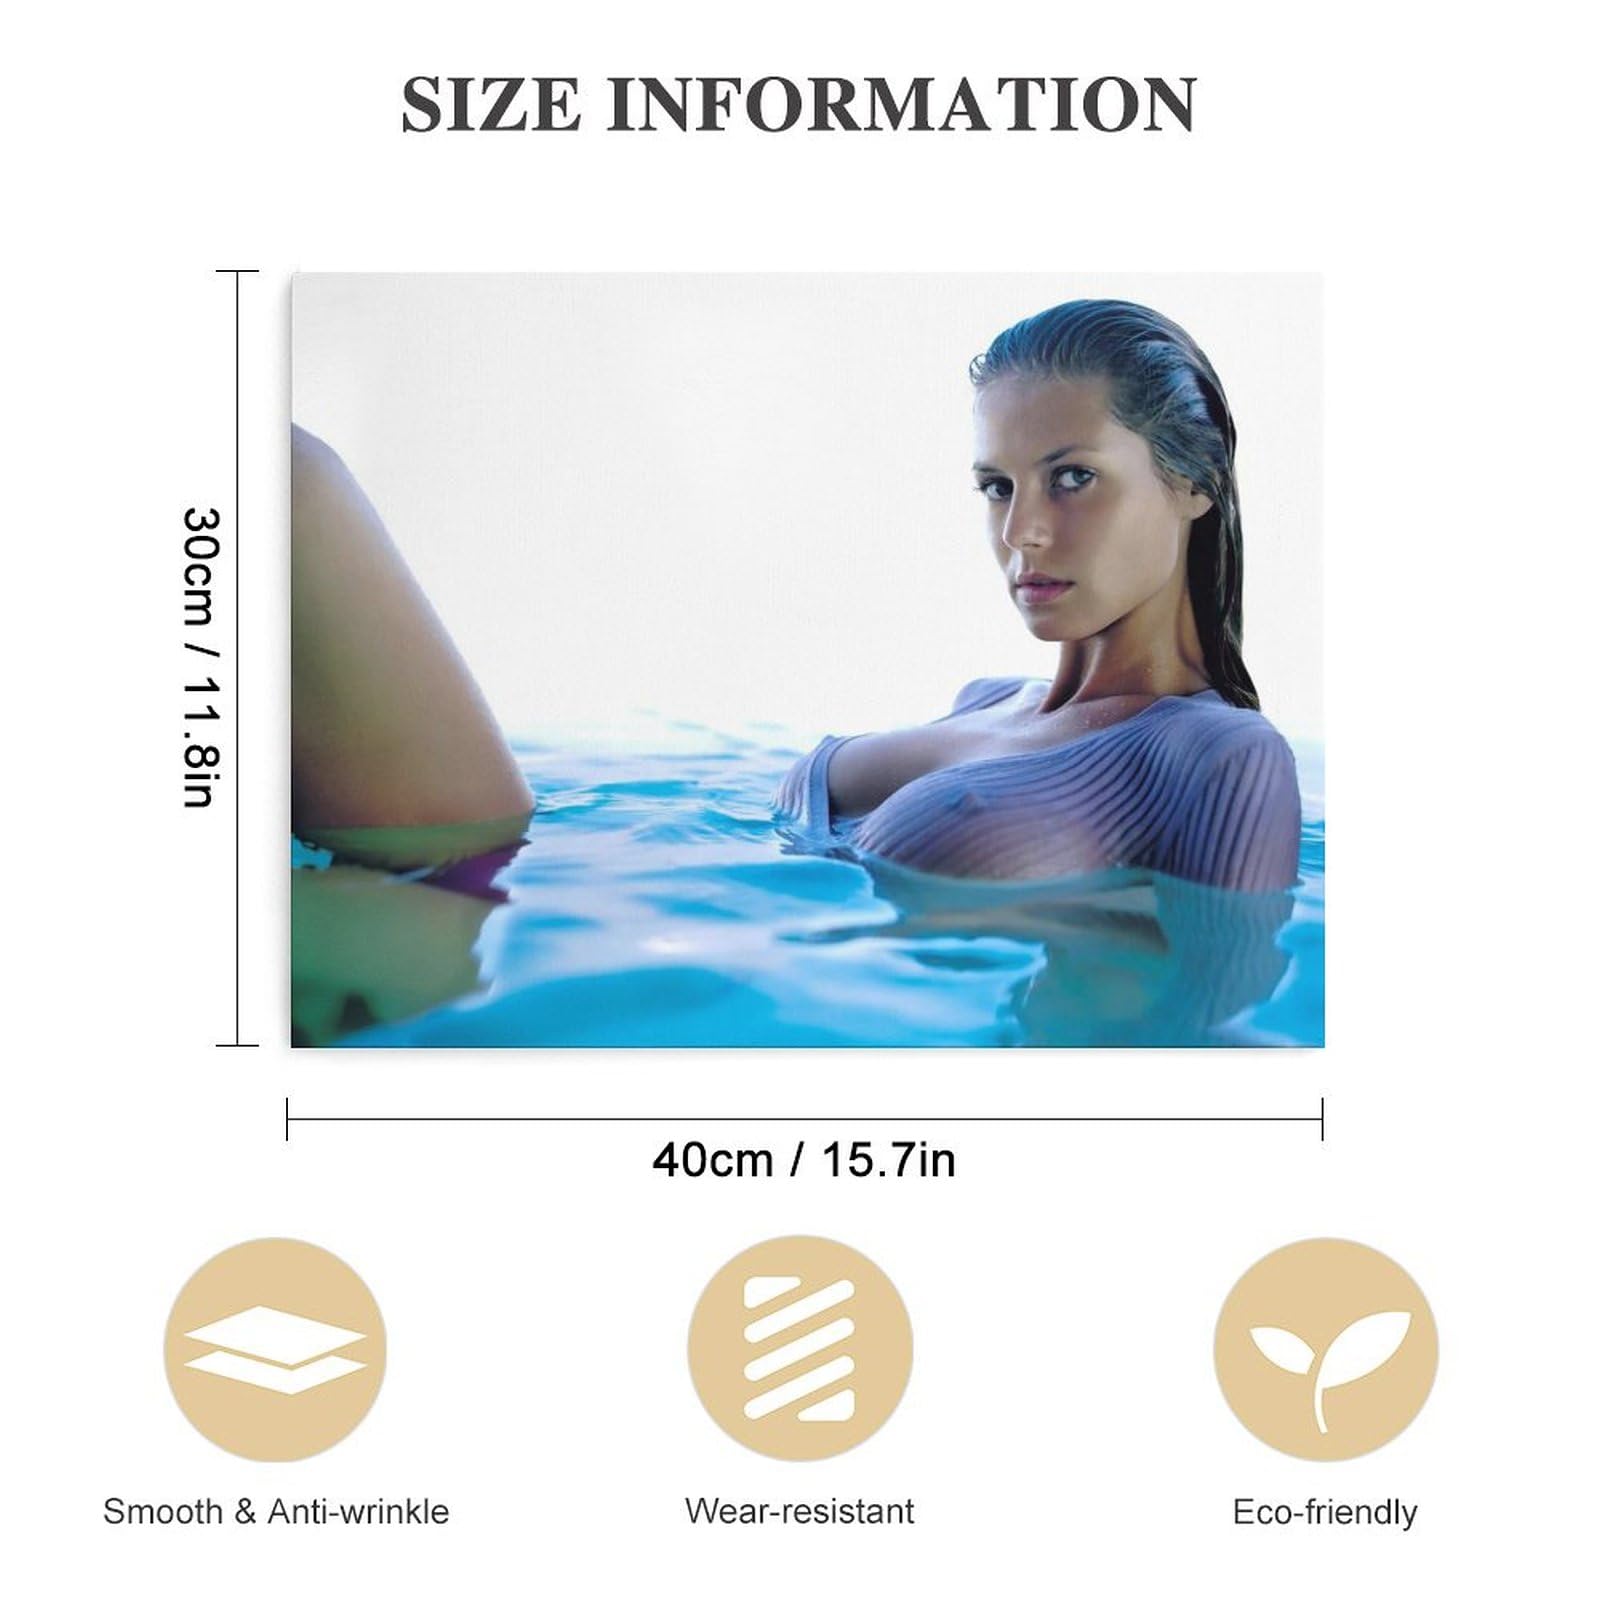 SIZE INFORMATION
30cm / 11.8in
40cm / 15.7in
Smooth & Anti-wrinkle
Wear-resistant
Eco-friendly